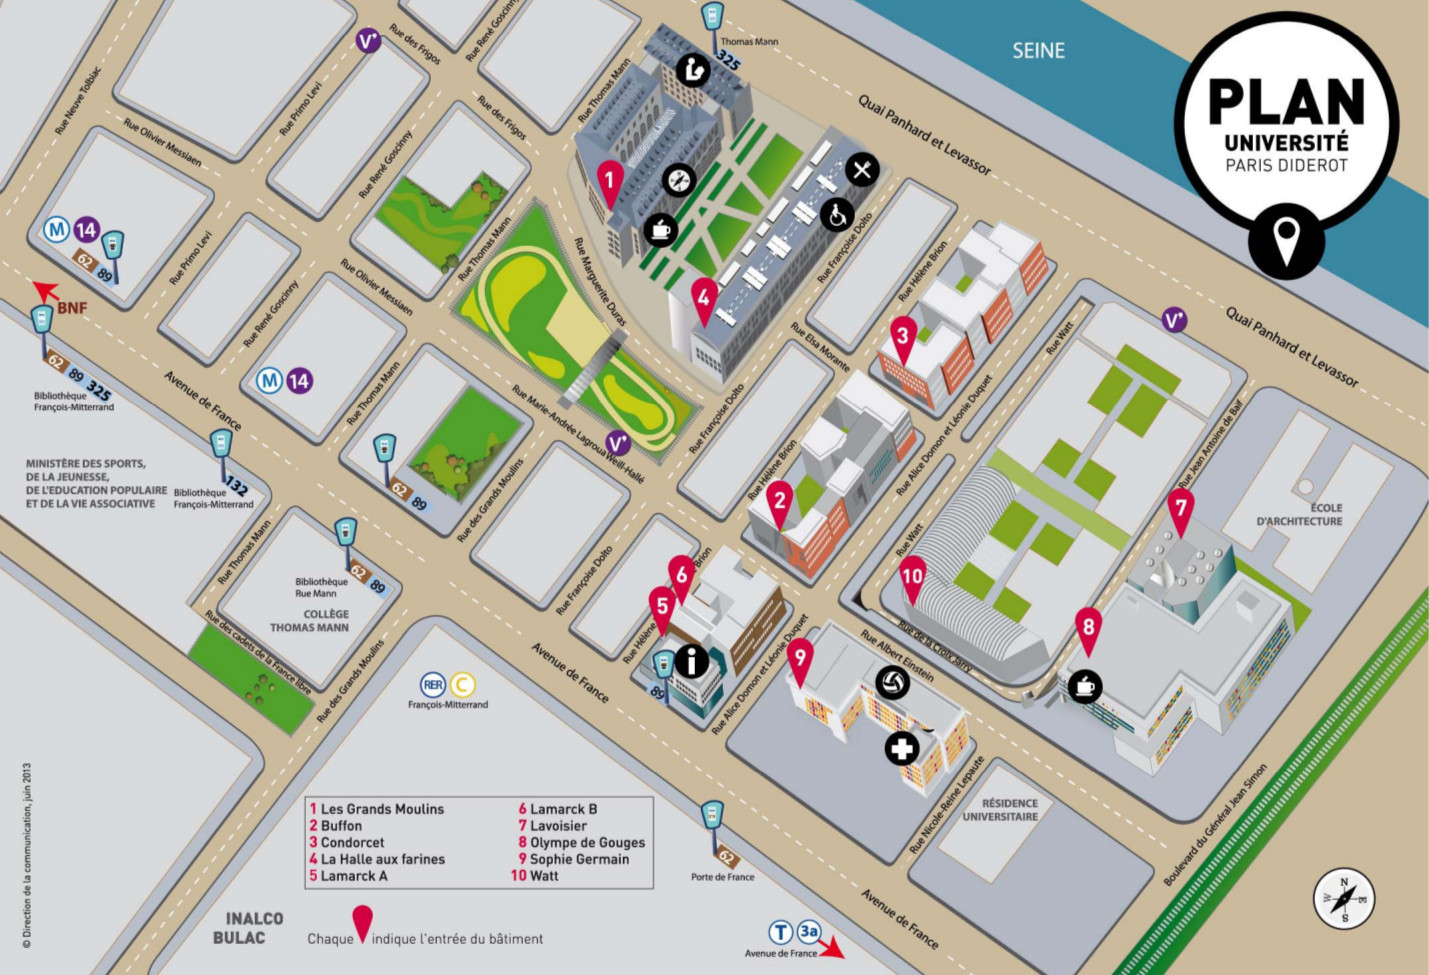 PLAN
UNIVERSITÉ
PARIS DIDEROT
SEINE
Thomas Mann
325
Quai Panhard et Levassor
Rue des Frigos
Rue René Goscinny
V'
Rue Neuve Tolbiac
Rue Primo Levi
Rue Thomas Mann
Rue Olivier Messiaen
Rue René Goscinny
Rue des Frigos
1
M 14
62
89
Rue Primo Levi
Rue Thomas Mann
Rue Marguerite Duras
Rue Françoise Dolto
Rue Hélène Brion
BNF
Rue René Goscinny
Rue Olivier Messiaen
4
Rue Elsa Morante
3
Rue Watt
V'
Quai Panhard et Levassor
62 89 325
Bibliothèque
François-Mitterrand
Avenue de France
M 14
Rue Thomas Mann
Rue Marie-Andrée Lagroua Weill-Hallé
V'
Rue Françoise Dolto
Rue Alice Domon et Léonie Duquet
Rue Jean Antoine de Baïf
MINISTÈRE DES SPORTS,
DE LA JEUNESSE,
DE L'EDUCATION POPULAIRE
ET DE LA VIE ASSOCIATIVE
132
Bibliothèque
François-Mitterrand
62 89
Rue des Grands Moulins
Rue Hélène Brion
2
Rue Alice Domon et Léonie Duquet
Rue Watt
7
ÉCOLE
D'ARCHITECTURE
Rue Thomas Mann
62 89
Bibliothèque
Rue Mann
COLLÈGE
THOMAS MANN
Rue Françoise Dolto
6
5
Rue Hélène Brion
10
8
Rue des cadets de la France libre
Rue des Grands Moulins
Avenue de France
89
i
Rue Alice Domon et Léonie Duquet
9
Rue Albert Einstein
Rue de la Croix Jarry
RER C
François-Mitterrand
Rue Nicole-Reine Lepaute
RÉSIDENCE
UNIVERSITAIRE
Boulevard du Général Jean Simon
1 Les Grands Moulins
2 Buffon
3 Condorcet
4 La Halle aux farines
5 Lamarck A
6 Lamarck B
7 Lavoisier
8 Olympe de Gouges
9 Sophie Germain
10 Watt
62
Porte de France
Avenue de France
INALCO
BULAC
Chaque indique l'entrée du bâtiment
T 3a
Avenue de France
N
W E
S
© Direction de la communication, juin 2013